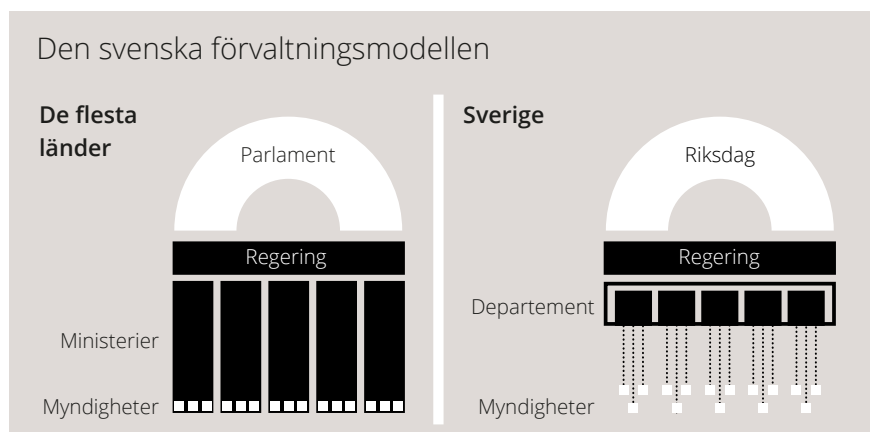 Den svenska förvaltningsmodellen
De flesta
länder
Parlament
Regering
Ministerier
Myndigheter
Sverige
Riksdag
Regering
Departement
Myndigheter